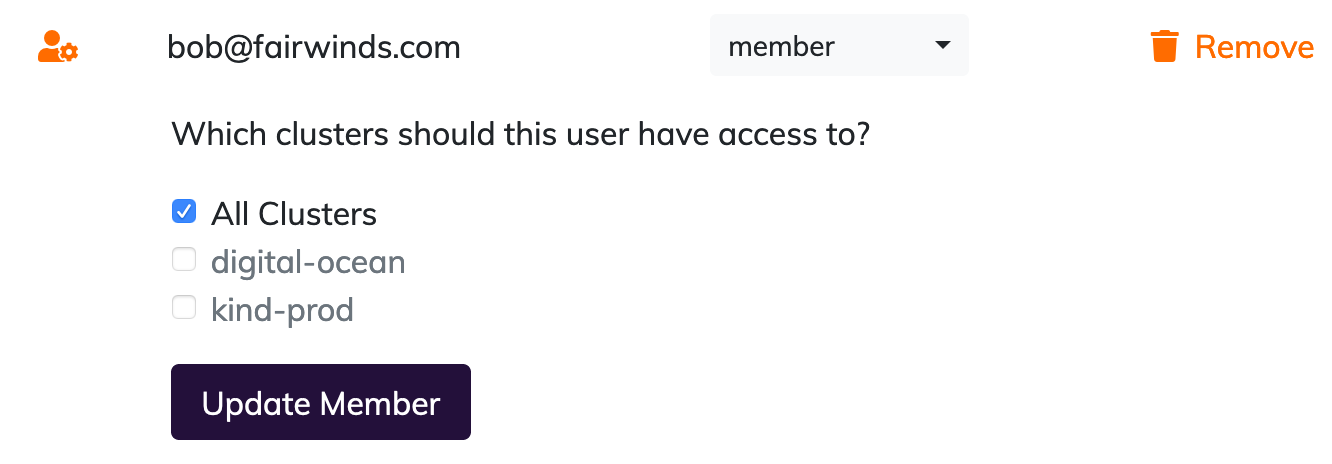 bob@fairwinds.com member Remove
Which clusters should this user have access to?
All Clusters
digital-ocean
kind-prod
Update Member